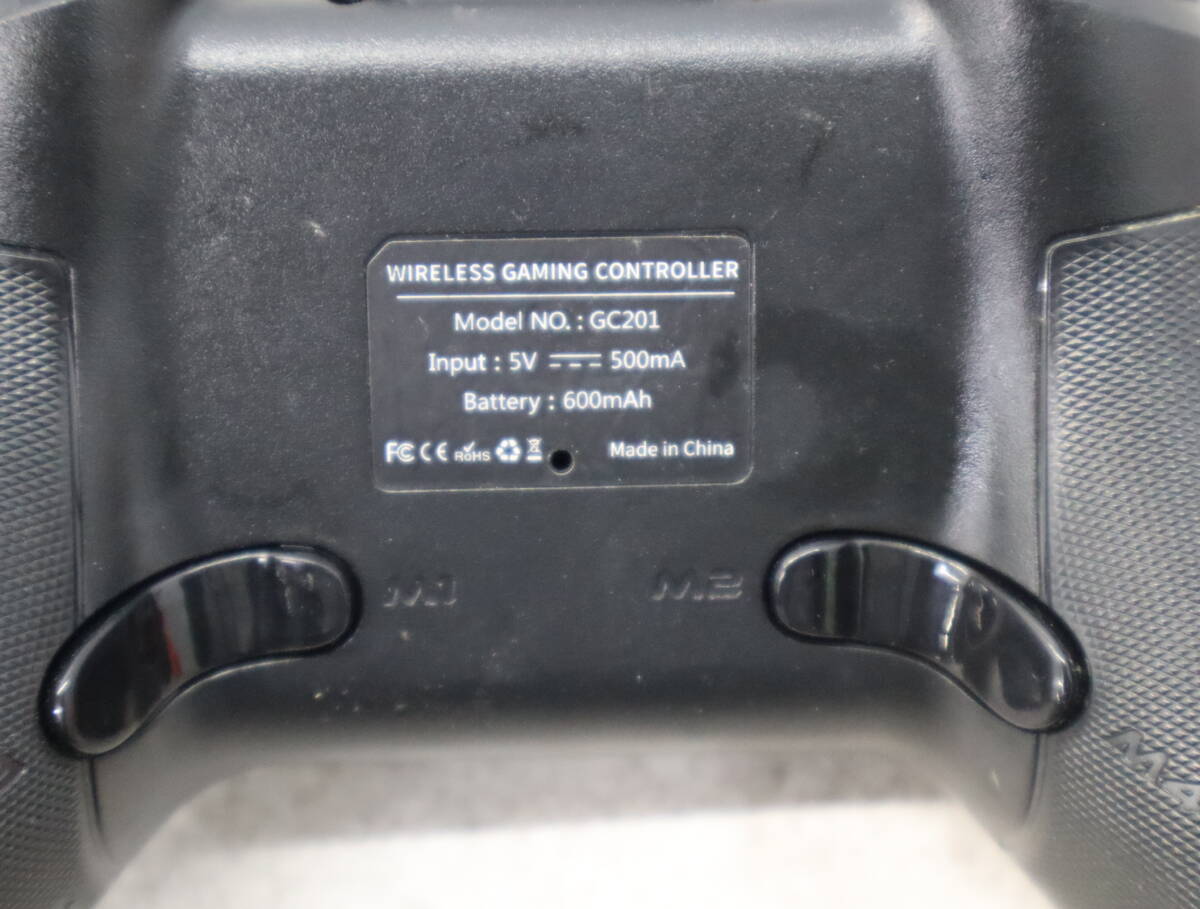 WIRELESS GAMING CONTROLLER
Model NO. : GC201
Input : 5V ⎓ 500mA
Battery : 600mAh
FC CE RoHS Made in China
M1 M2